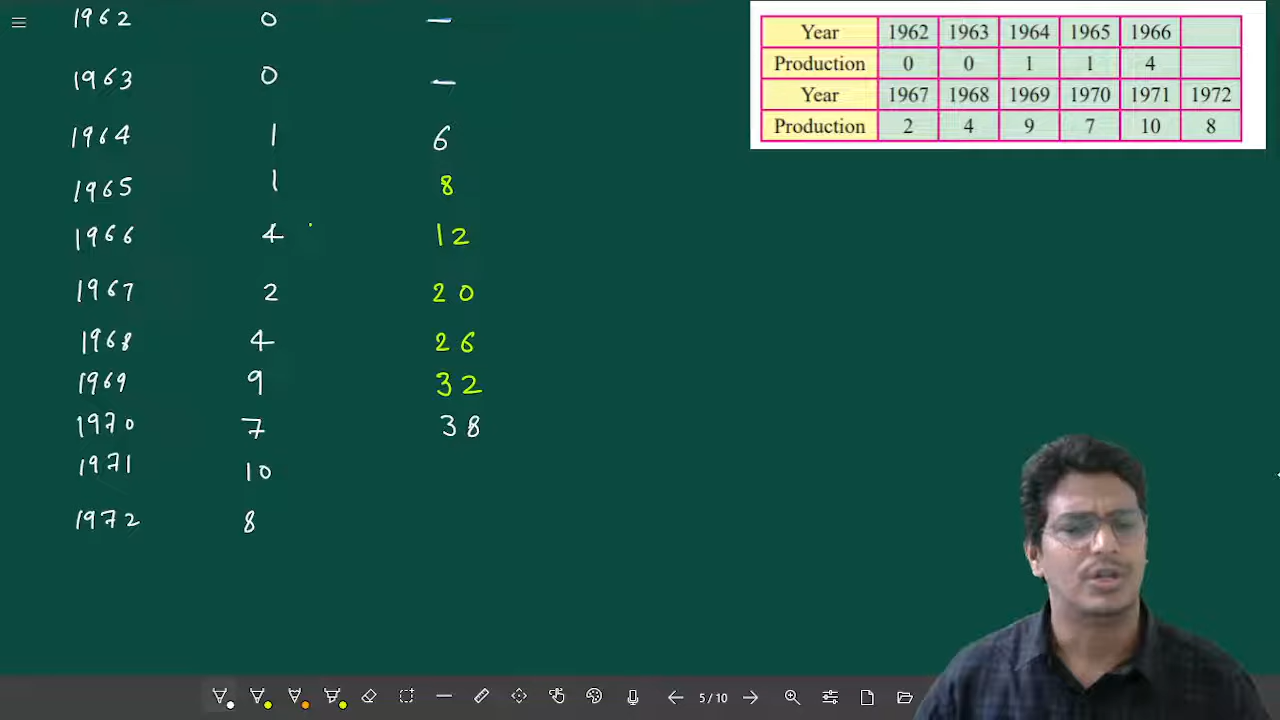 1962 0 —
1963 0 —
1964 1 6
1965 1 8
1966 4 12
1967 2 20
1968 4 26
1969 9 32
1970 7 38
1971 10
1972 8
Year 1962 1963 1964 1965 1966
Production 0 0 1 1 4
Year 1967 1968 1969 1970 1971 1972
Production 2 4 9 7 10 8
5/10